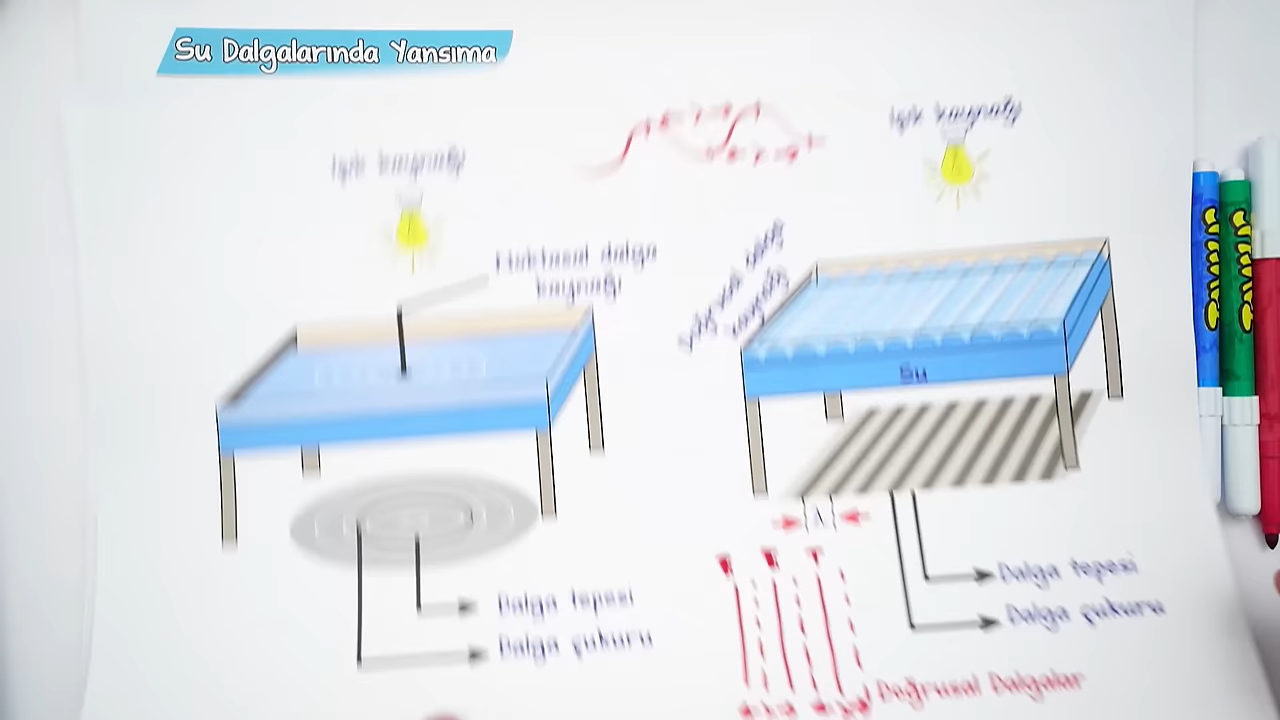 Su Dalgalarında Yansıma
Işık kaynağı
Işık kaynağı
Noktasal dalga
kaynağı
Doğrusal dalga
kaynağı
Su
λ
Dalga tepesi
Dalga çukuru
Dalga tepesi
Dalga çukuru
Doğrusal Dalgalar